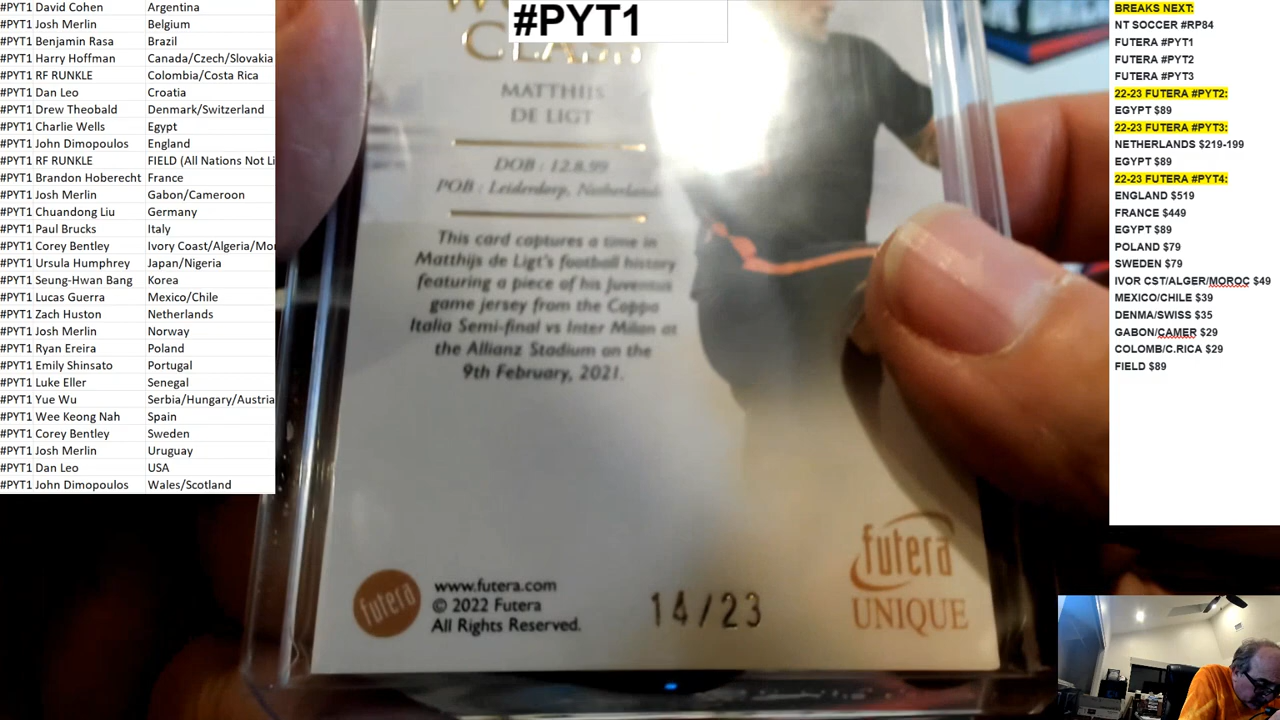 #PYT1
#PYT1 David Cohen Argentina
#PYT1 Josh Merlin Belgium
#PYT1 Benjamin Rasa Brazil
#PYT1 Harry Hoffman Canada/Czech/Slovakia
#PYT1 RF RUNKLE Colombia/Costa Rica
#PYT1 Dan Leo Croatia
#PYT1 Drew Theobald Denmark/Switzerland
#PYT1 Charlie Wells Egypt
#PYT1 John Dimopoulos England
#PYT1 RF RUNKLE FIELD (All Nations Not Li
#PYT1 Brandon Hoberecht France
#PYT1 Josh Merlin Gabon/Cameroon
#PYT1 Chuandong Liu Germany
#PYT1 Paul Brucks Italy
#PYT1 Corey Bentley Ivory Coast/Algeria/Mor
#PYT1 Ursula Humphrey Japan/Nigeria
#PYT1 Seung-Hwan Bang Korea
#PYT1 Lucas Guerra Mexico/Chile
#PYT1 Zach Huston Netherlands
#PYT1 Josh Merlin Norway
#PYT1 Ryan Ereira Poland
#PYT1 Emily Shinsato Portugal
#PYT1 Luke Eller Senegal
#PYT1 Yue Wu Serbia/Hungary/Austria
#PYT1 Wee Keong Nah Spain
#PYT1 Corey Bentley Sweden
#PYT1 Josh Merlin Uruguay
#PYT1 Dan Leo USA
#PYT1 John Dimopoulos Wales/Scotland
MATTHIJS
DE LIGT
DOB : 12.8.99
POB : Leiderdorp, Netherlands
This card captures a time in
Matthijs de Ligt's football history
featuring a piece of his Juventus
game jersey from the Coppa
Italia Semi-final vs Inter Milan at
the Allianz Stadium on the
9th February, 2021.
futera
www.futera.com
© 2022 Futera
All Rights Reserved.
14/23
futera
UNIQUE
BREAKS NEXT:
NT SOCCER #RP84
FUTERA #PYT1
FUTERA #PYT2
FUTERA #PYT3
22-23 FUTERA #PYT2:
EGYPT $89
22-23 FUTERA #PYT3:
NETHERLANDS $219-199
EGYPT $89
22-23 FUTERA #PYT4:
ENGLAND $519
FRANCE $449
EGYPT $89
POLAND $79
SWEDEN $79
IVOR CST/ALGER/MOROC $49
MEXICO/CHILE $39
DENMA/SWISS $35
GABON/CAMER $29
COLOMB/C.RICA $29
FIELD $89